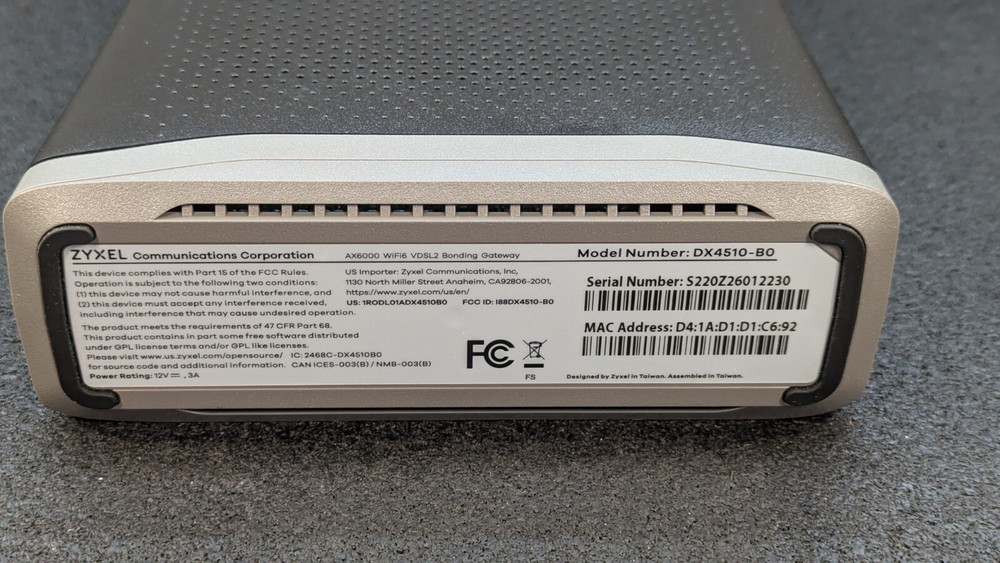 ZYXEL Communications Corporation
AX6000 WiFi6 VDSL2 Bonding Gateway
Model Number: DX4510-B0
This device complies with Part 15 of the FCC Rules.
Operation is subject to the following two conditions:
(1) this device may not cause harmful interference, and
(2) this device must accept any interference received,
including interference that may cause undesired operation.
The product meets the requirements of 47 CFR Part 68.
This product contains in part some free software distributed
under GPL license terms and/or GPL like licenses.
Please visit www.us.zyxel.com/opensource/
for source code and additional information.
Power Rating: 12V ⎓ , 3A
US Importer: Zyxel Communications, Inc,
1130 North Miller Street Anaheim, CA92806-2001,
https://www.zyxel.com/us/en/
US: 1RODL01ADX4510B0 FCC ID: I88DX4510-B0
IC: 2468C-DX4510B0
CAN ICES-003(B) / NMB-003(B)
FC
FS
Serial Number: S220Z26012230
MAC Address: D4:1A:D1:D1:C6:92
Designed by Zyxel in Taiwan. Assembled in Taiwan.